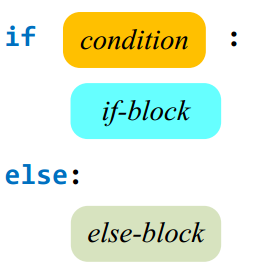 if condition :
if-block
else:
else-block